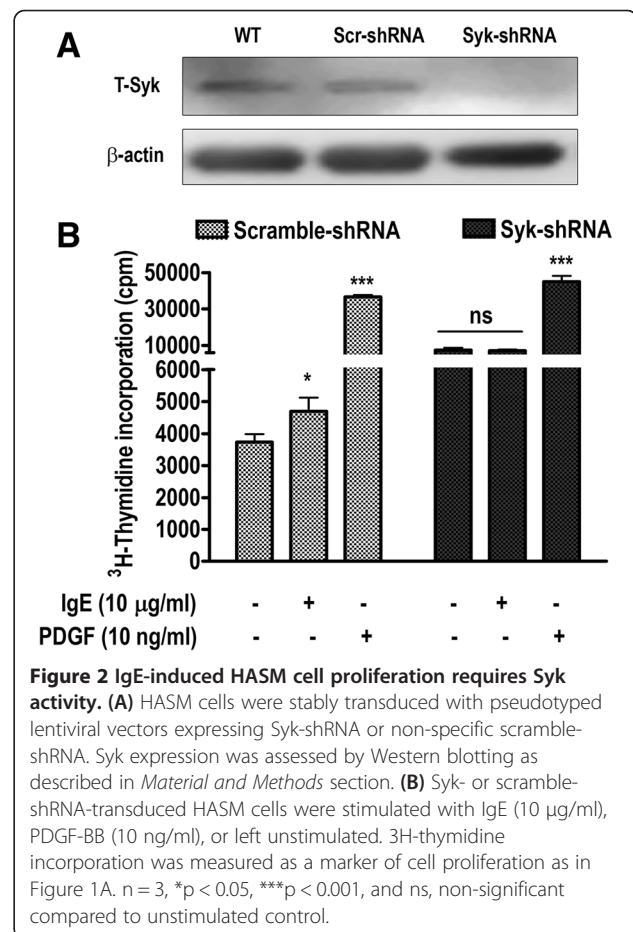 A
WT Scr-shRNA Syk-shRNA
T-Syk
β-actin
B
Scramble-shRNA Syk-shRNA
³H-Thymidine incorporation (cpm)
50000
30000
10000
6000
5000
4000
3000
2000
1000
0
*
***
ns
***
IgE (10 μg/ml) - + - - + -
PDGF (10 ng/ml) - - + - - +
Figure 2 IgE-induced HASM cell proliferation requires Syk
activity. (A) HASM cells were stably transduced with pseudotyped
lentiviral vectors expressing Syk-shRNA or non-specific scramble-
shRNA. Syk expression was assessed by Western blotting as
described in Material and Methods section. (B) Syk- or scramble-
shRNA-transduced HASM cells were stimulated with IgE (10 μg/ml),
PDGF-BB (10 ng/ml), or left unstimulated. 3H-thymidine
incorporation was measured as a marker of cell proliferation as in
Figure 1A. n = 3, *p < 0.05, ***p < 0.001, and ns, non-significant
compared to unstimulated control.